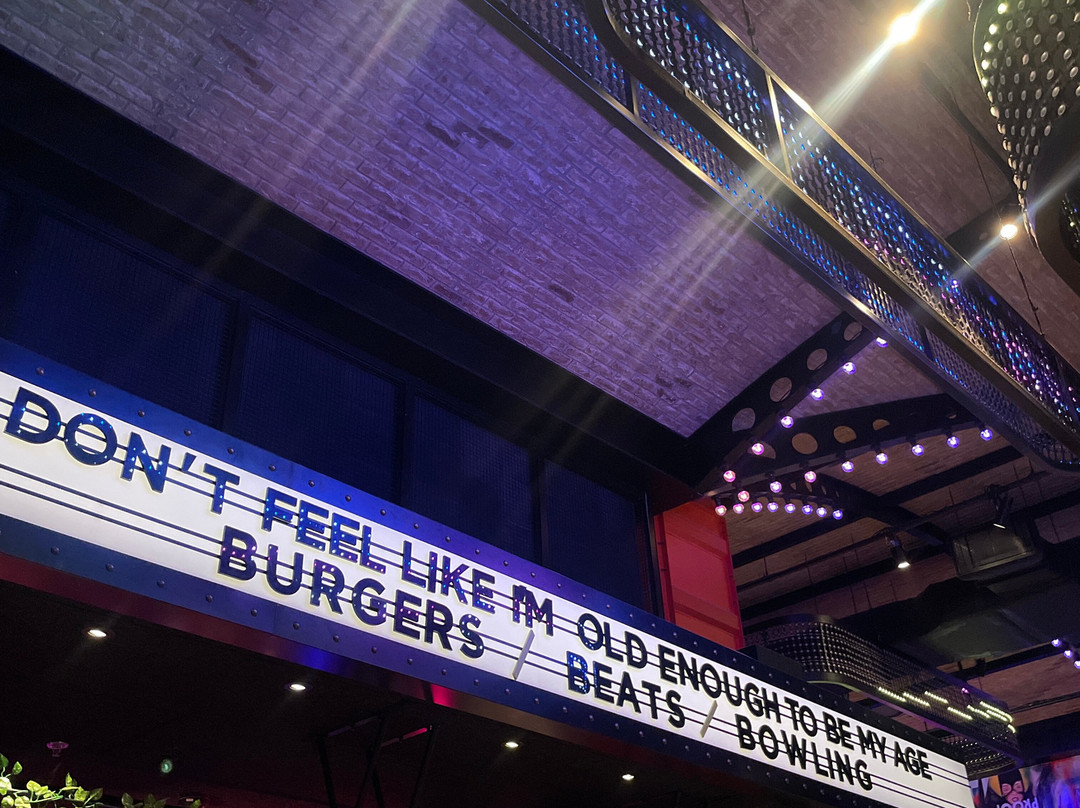 DON'T FEEL LIKE I'M OLD ENOUGH TO BE MY AGE
BURGERS / BEATS / BOWLING